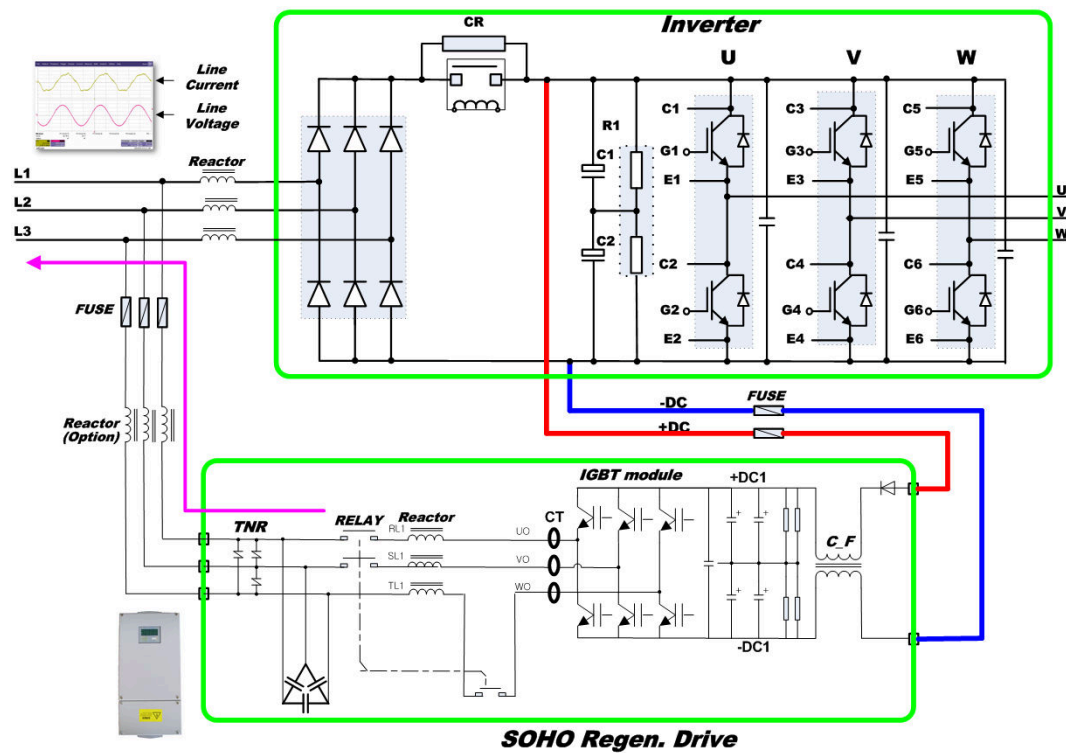 Inverter
CR
U V W
Line
Current
Line
Voltage
C1 C3 C5
R1
C1
G1 G3 G5
Reactor
L1
E1 E3 E5
U
L2
V
L3
W
C2
C2 C4 C6
FUSE
G2 G4 G6
E2 E4 E6
-DC
FUSE
+DC
Reactor
(Option)
IGBT module
+DC1
TNR
RELAY
Reactor
CT
RL1
UO
C_F
SL1
VO
TL1
WO
-DC1
SOHO Regen. Drive